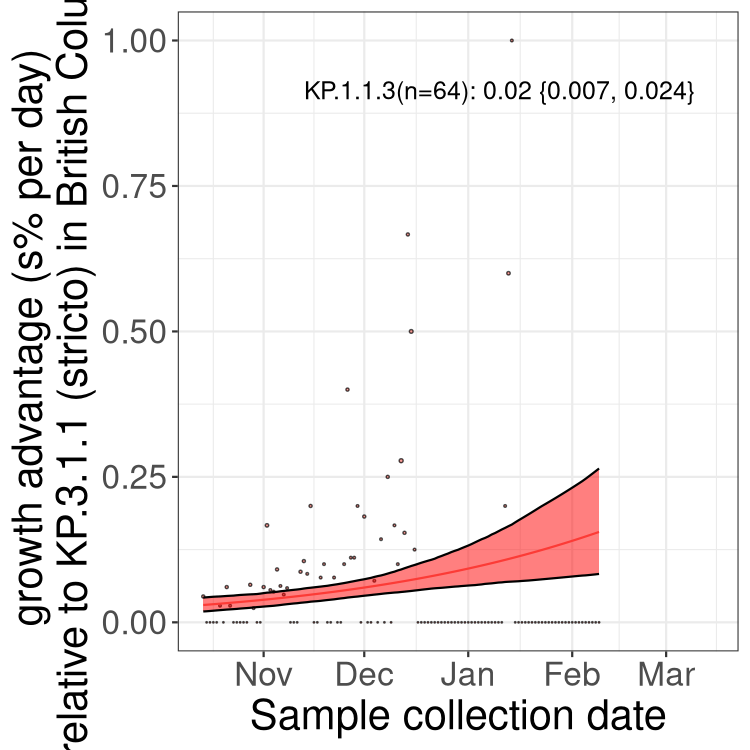 growth advantage (s% per day)
relative to KP.3.1.1 (stricto) in British Colu
1.00
0.75
0.50
0.25
0.00
KP.1.1.3(n=64): 0.02 {0.007, 0.024}
Nov Dec Jan Feb Mar
Sample collection date